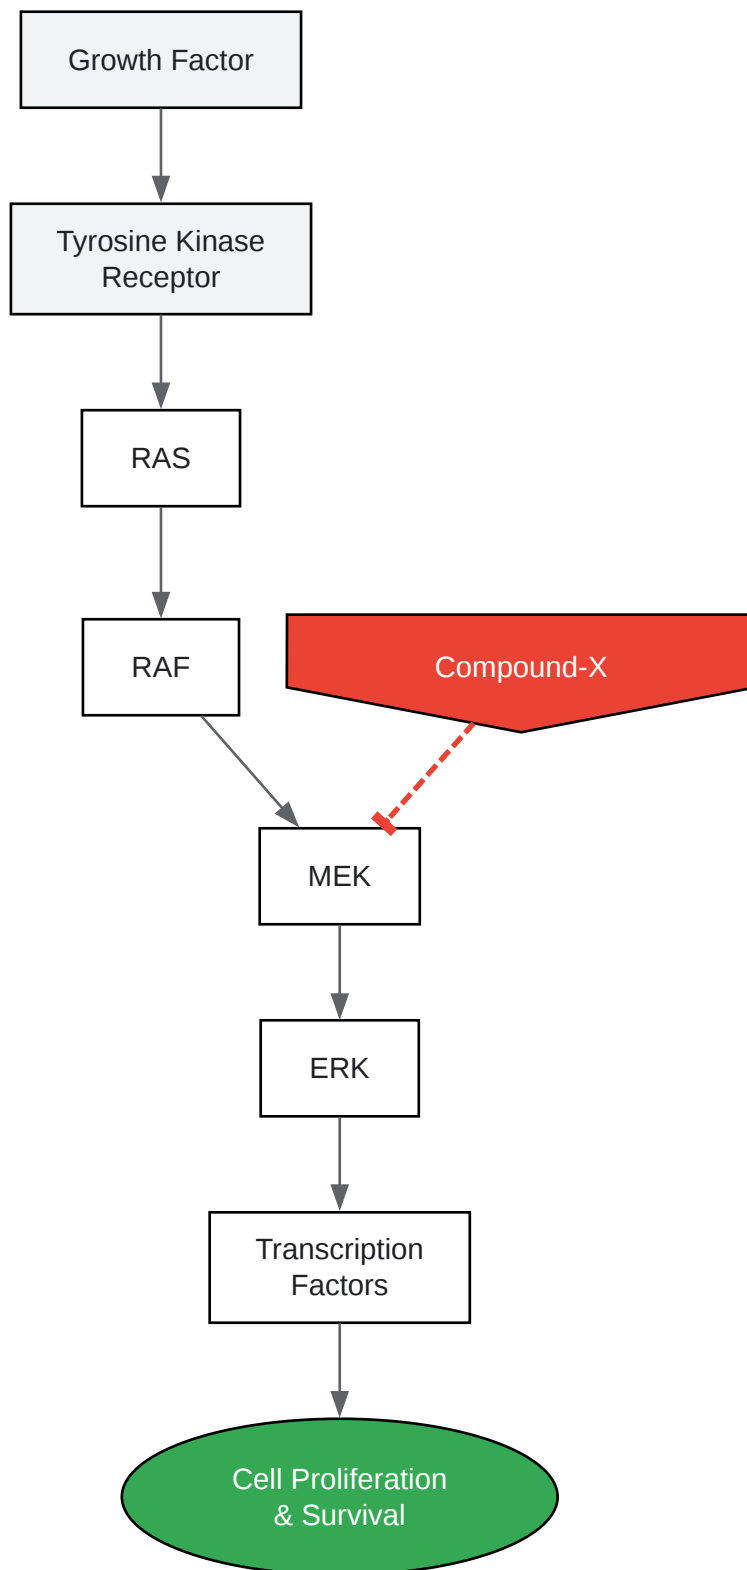 Growth Factor
Tyrosine Kinase
Receptor
RAS
RAF
Compound-X
MEK
ERK
Transcription
Factors
Cell Proliferation
& Survival